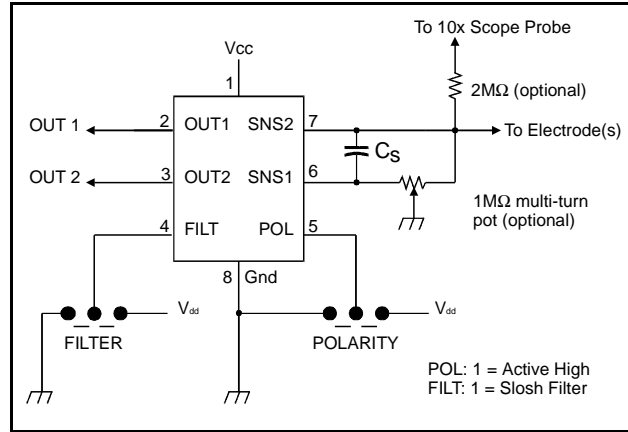 To 10x Scope Probe
Vcc
1
2MΩ (optional)
OUT 1
2
OUT1
SNS2
7
To Electrode(s)
CS
OUT 2
3
OUT2
SNS1
6
1MΩ multi-turn
pot (optional)
4
FILT
POL
5
8
Gnd
Vdd
Vdd
FILTER
POLARITY
POL: 1 = Active High
FILT: 1 = Slosh Filter